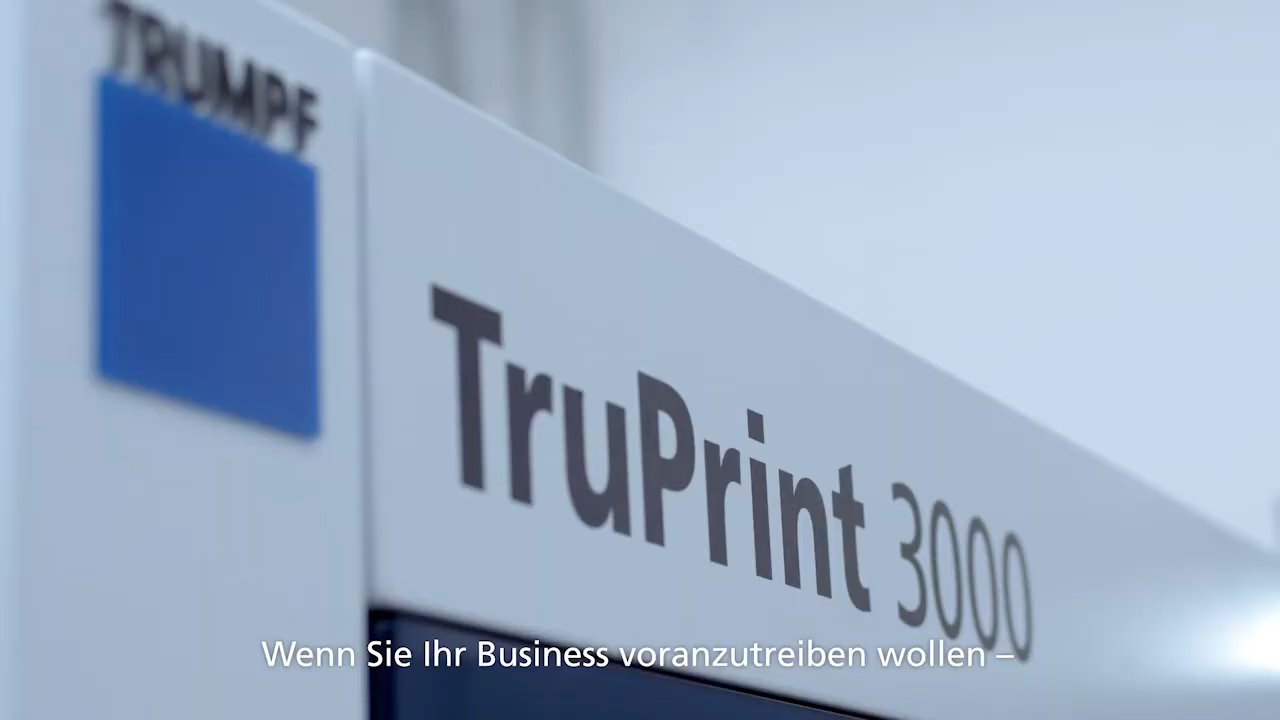 TRUMPF
TruPrint 3000
Wenn Sie Ihr Business voranzutreiben wollen –